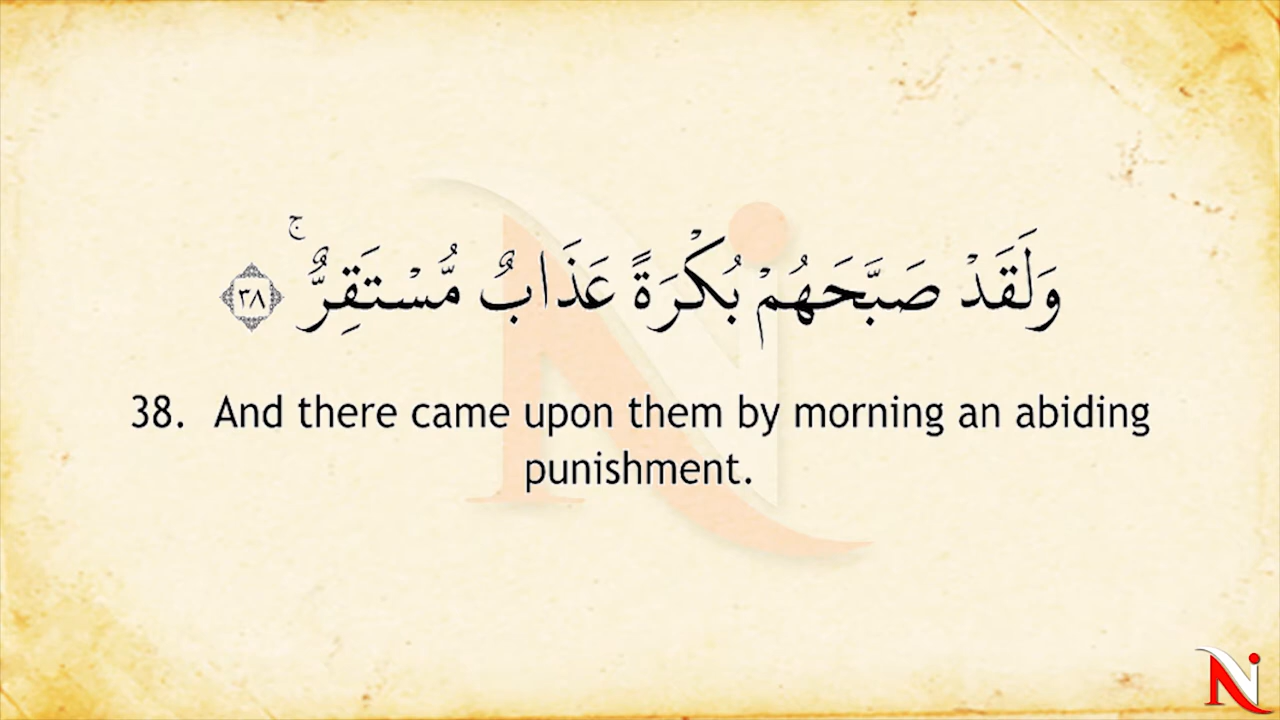 وَلَقَدْ صَبَّحَهُمْ بُكْرَةً عَذَابٌ مُّسْتَقِرٌّ ۚ ﴿٣٨﴾
38. And there came upon them by morning an abiding
punishment.